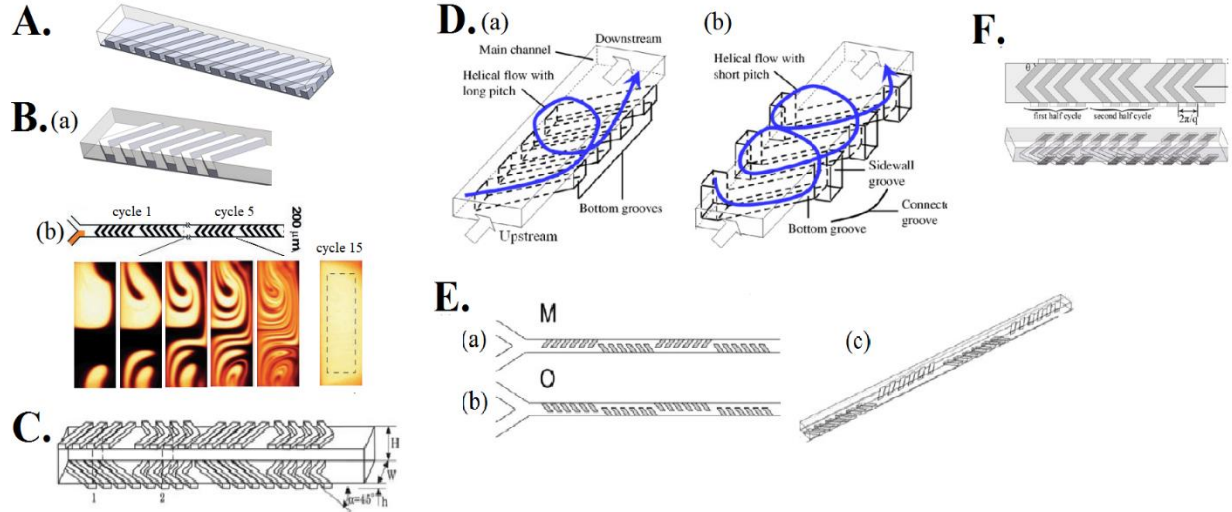 A.
B. (a)
cycle 1
cycle 5
200 μm
(b)
cycle 15
C.
H
W
1
2
α=45°
h
D. (a)
Downstream
Main channel
Helical flow with
long pitch
Bottom grooves
Upstream
(b)
Helical flow with
short pitch
Sidewall
groove
Connecte
groove
Bottom groove
E.
M
(a)
O
(b)
(c)
F.
θ
first half cycle
second half cycle
2π/q